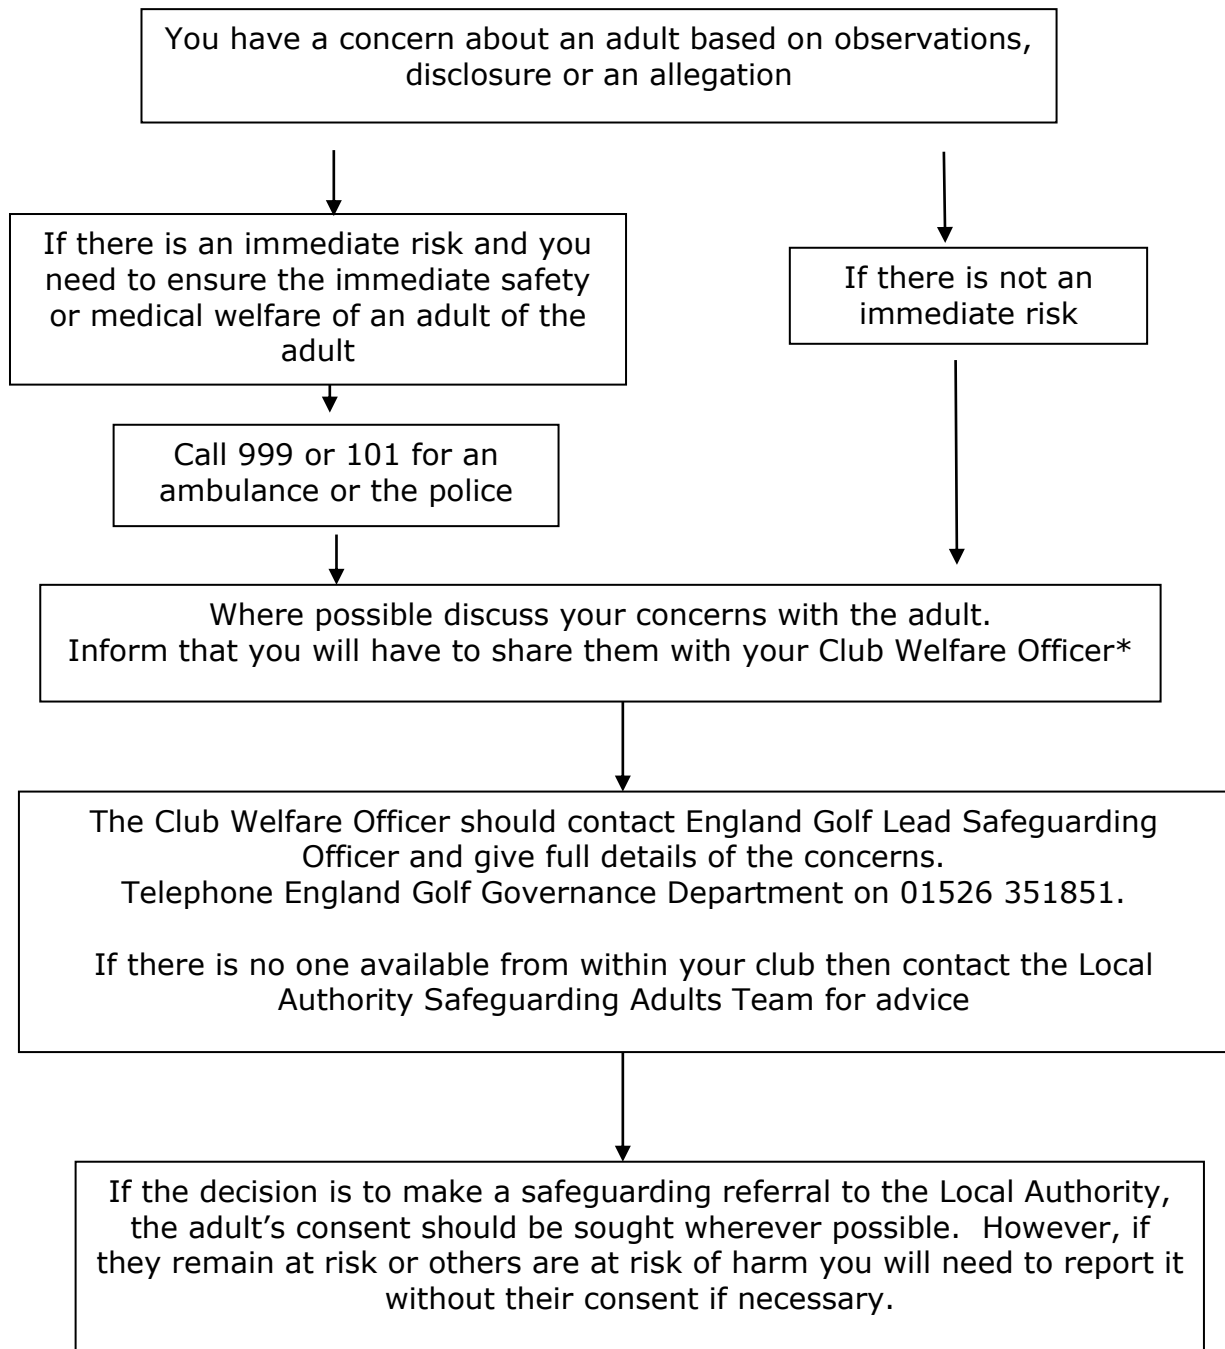 You have a concern about an adult based on observations,
disclosure or an allegation
If there is an immediate risk and you
need to ensure the immediate safety
or medical welfare of an adult of the
adult
If there is not an
immediate risk
Call 999 or 101 for an
ambulance or the police
Where possible discuss your concerns with the adult.
Inform that you will have to share them with your Club Welfare Officer*
The Club Welfare Officer should contact England Golf Lead Safeguarding
Officer and give full details of the concerns.
Telephone England Golf Governance Department on 01526 351851.
If there is no one available from within your club then contact the Local
Authority Safeguarding Adults Team for advice
If the decision is to make a safeguarding referral to the Local Authority,
the adult’s consent should be sought wherever possible.  However, if
they remain at risk or others are at risk of harm you will need to report it
without their consent if necessary.